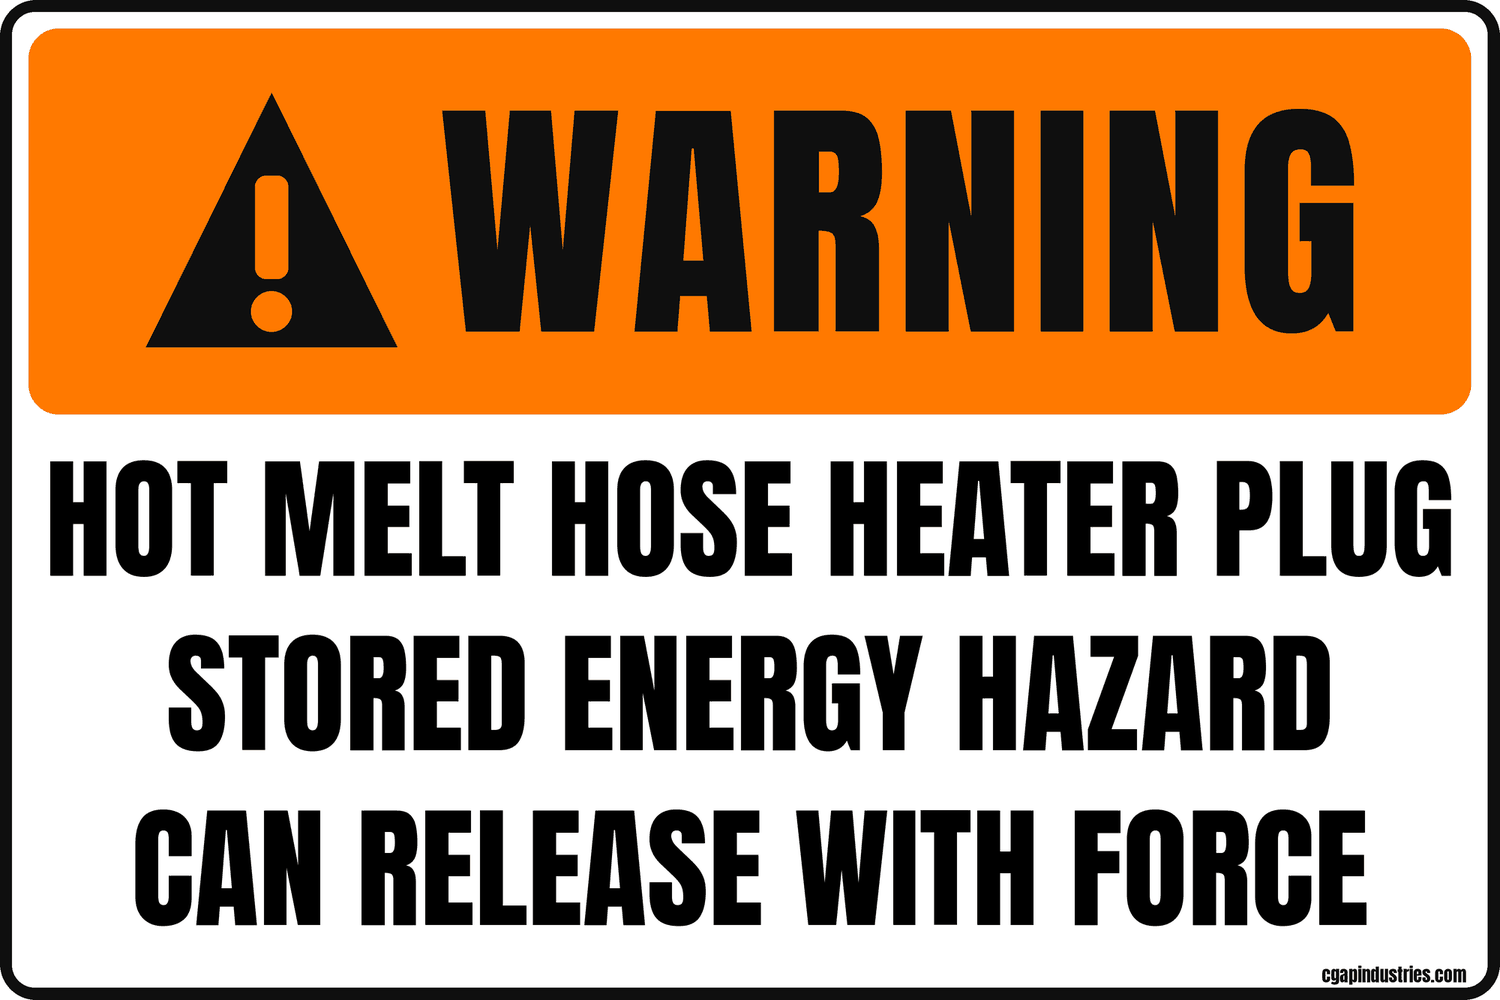 WARNING
HOT MELT HOSE HEATER PLUG
STORED ENERGY HAZARD
CAN RELEASE WITH FORCE
cgapindustries.com